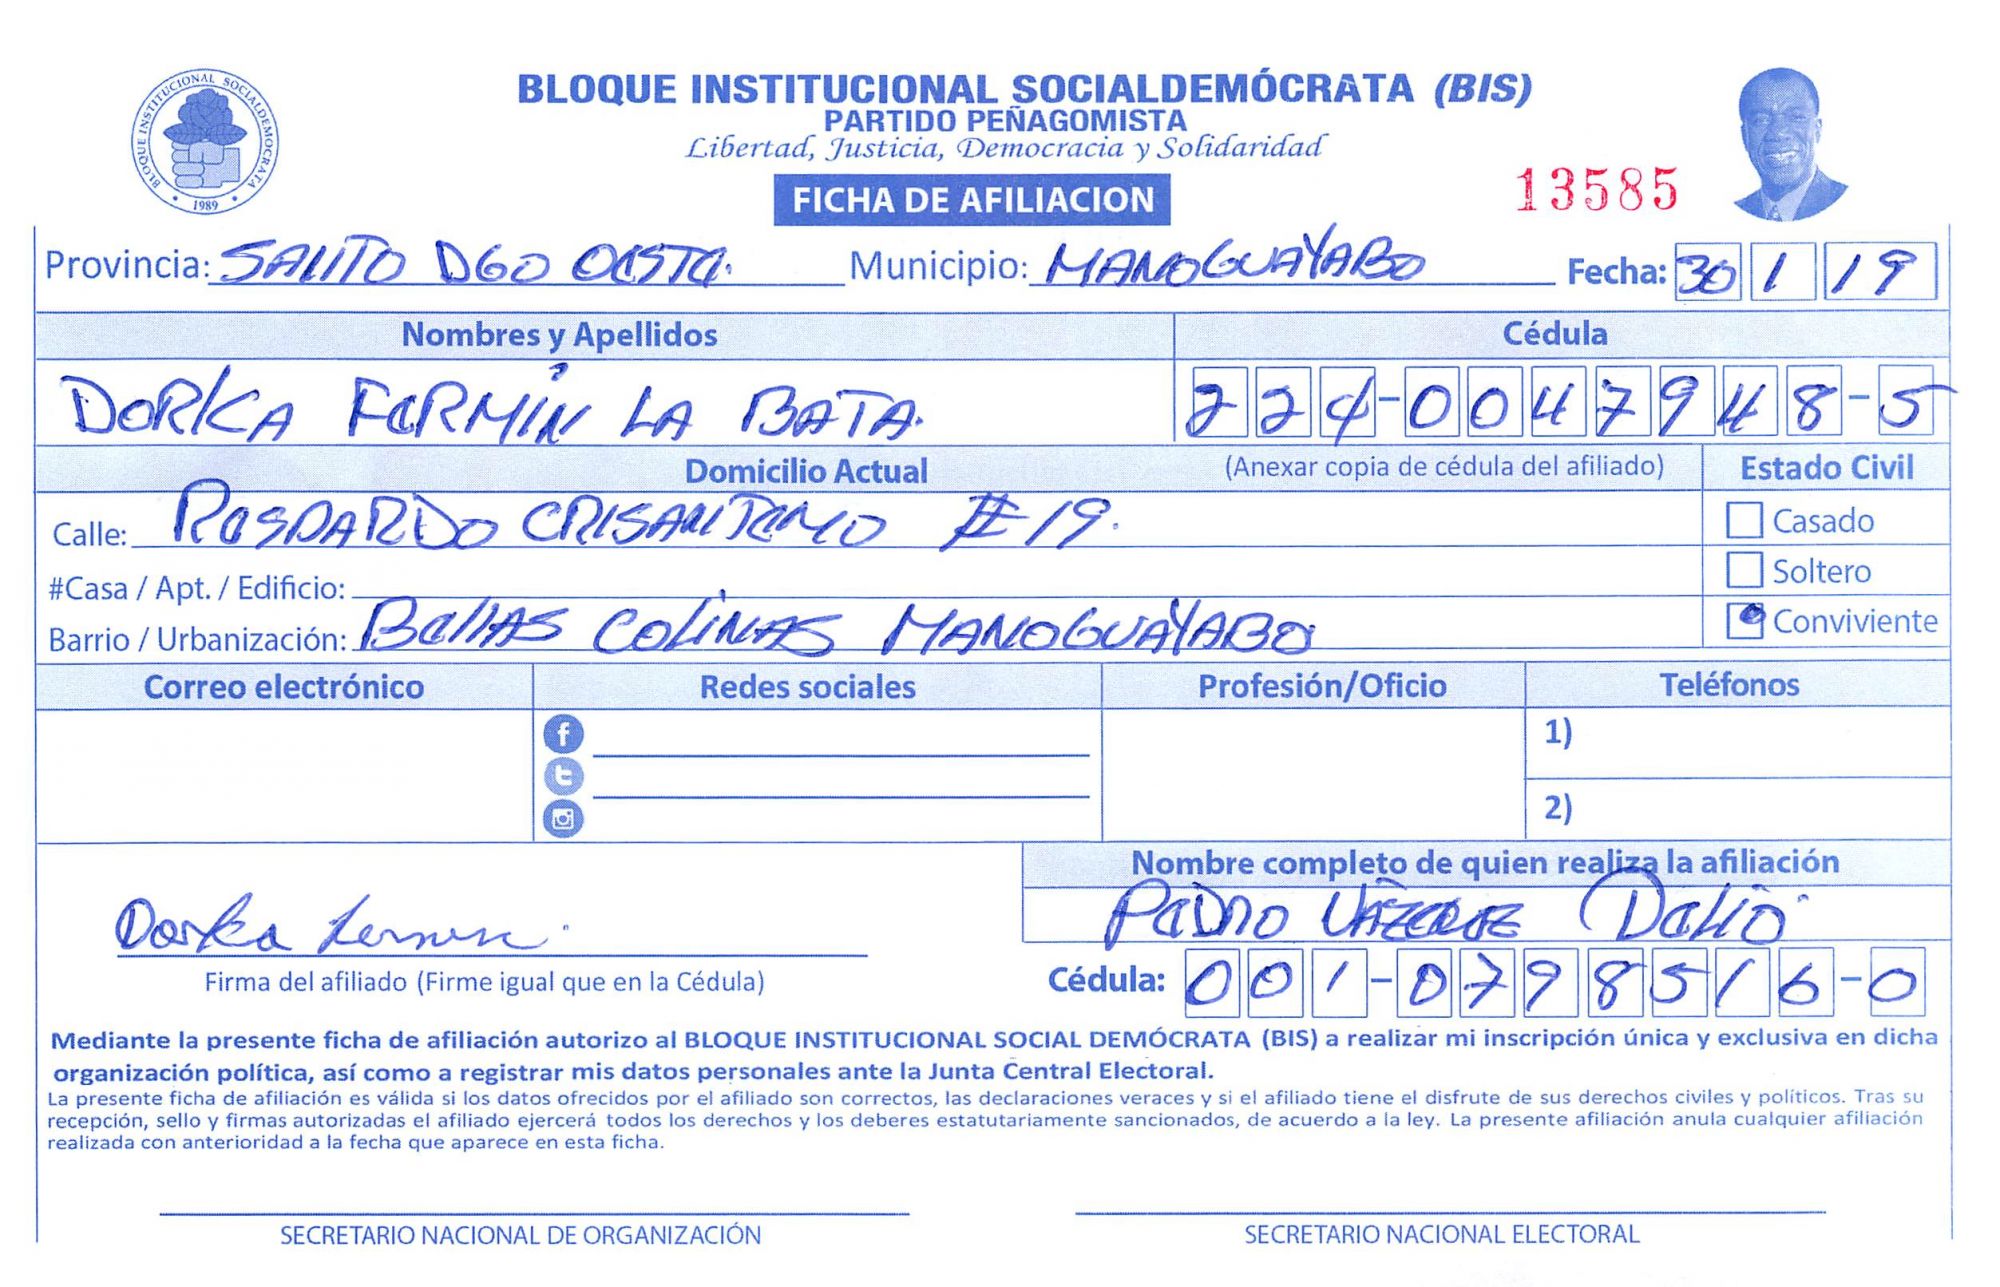 BLOQUE INSTITUCIONAL SOCIALDEMOCRATA
1989
BLOQUE INSTITUCIONAL SOCIALDEMÓCRATA (BIS)
PARTIDO PEÑAGOMISTA
Libertad, Justicia, Democracia y Solidaridad
FICHA DE AFILIACION
13585
Provincia: SANTO DGO OESTE. Municipio: MANOGUAYABO Fecha: 30 1 19
Nombres y Apellidos Cédula
DORKA FERMIN LA BATA. 224-0047948-5
Domicilio Actual (Anexar copia de cédula del afiliado) Estado Civil
Calle: CRISANTEMO #19. Casado
#Casa / Apt. / Edificio: Soltero
Barrio / Urbanización: BellAS COLiNAS MANOGUAYABO Conviviente
Correo electrónico Redes sociales Profesión/Oficio Teléfonos
1)
2)
Nombre completo de quien realiza la afiliación
PEDRO VÁZQUEZ
Dorka
Firma del afiliado (Firme igual que en la Cédula) Cédula: 001-0798516-0
Mediante la presente ficha de afiliación autorizo al BLOQUE INSTITUCIONAL SOCIAL DEMÓCRATA (BIS) a realizar mi inscripción única y exclusiva en dicha
organización política, así como a registrar mis datos personales ante la Junta Central Electoral.
La presente ficha de afiliación es válida si los datos ofrecidos por el afiliado son correctos, las declaraciones veraces y si el afiliado tiene el disfrute de sus derechos civiles y políticos. Tras su
recepción, sello y firmas autorizadas el afiliado ejercerá todos los derechos y los deberes estatutariamente sancionados, de acuerdo a la ley. La presente afiliación anula cualquier afiliación
realizada con anterioridad a la fecha que aparece en esta ficha.
SECRETARIO NACIONAL DE ORGANIZACIÓN SECRETARIO NACIONAL ELECTORAL